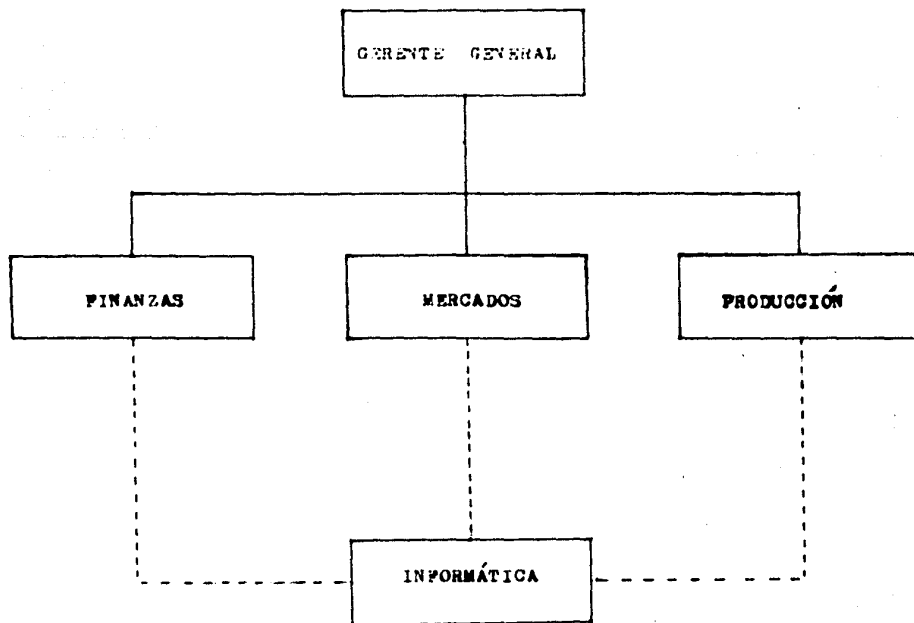 GERENTE GENERAL
FINANZAS
MERCADOS
PRODUCCIÓN
INFORMÁTICA